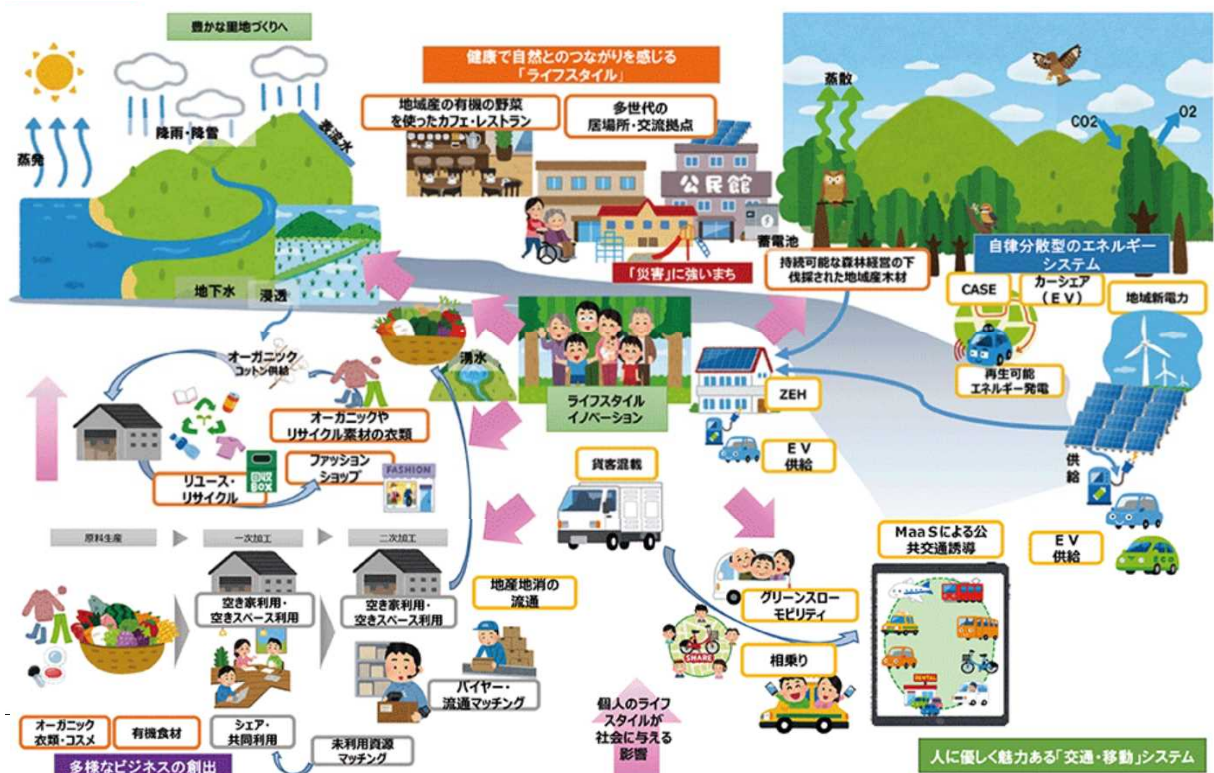 豊かな里地づくりへ
降雨・降雪
蒸発
表流水
地下水
浸透
健康で自然とのつながりを感じる
「ライフスタイル」
地域産の有機の野菜
を使ったカフェ・レストラン
多世代の
居場所・交流拠点
公民館
蓄電池
「災害」に強いまち
蒸散
CO2
O2
持続可能な森林経営の下
伐採された地域産木材
自律分散型のエネルギー
システム
CASE
カーシェア
(EV)
地域新電力
再生可能
エネルギー発電
オーガニック
コットン供給
湧水
オーガニックや
リサイクル素材の衣類
リユース・
リサイクル
BOX
ファッション
ショップ
FASHION
ライフスタイル
イノベーション
ZEH
EV
供給
供給
EV
供給
貨客混載
原料生産
一次加工
二次加工
空き家利用・
空きスペース利用
空き家利用・
空きスペース利用
地産地消の
流通
バイヤー・
流通マッチング
オーガニック
衣類・コスメ
有機食材
シェア・
共同利用
未利用資源
マッチング
多様なビジネスの創出
個人のライフ
スタイルが
社会に与える
影響
グリーンスロー
モビリティ
SHARE
相乗り
MaaSによる公
共交通誘導
RENTAL
人に優しく魅力ある「交通・移動」システム